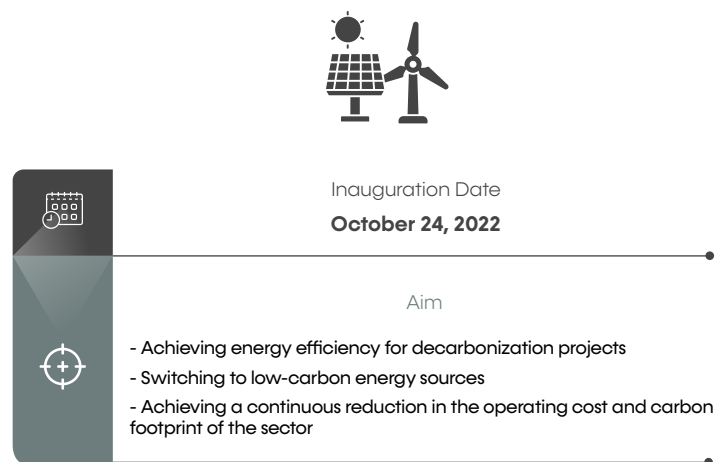 Inauguration Date
October 24, 2022
Aim
- Achieving energy efficiency for decarbonization projects
- Switching to low-carbon energy sources
- Achieving a continuous reduction in the operating cost and carbon
footprint of the sector